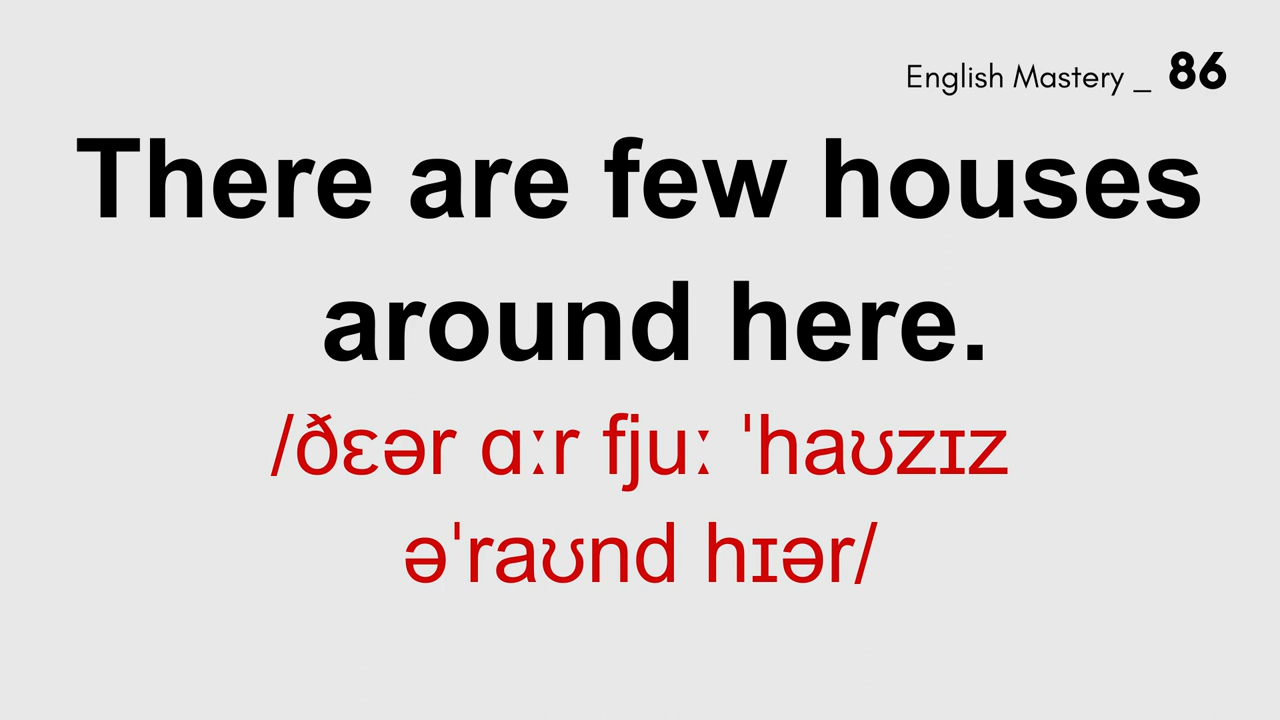 English Mastery _ 86
There are few houses
around here.
/ðɛər ɑːr fjuː ˈhaʊzɪz
əˈraʊnd hɪər/